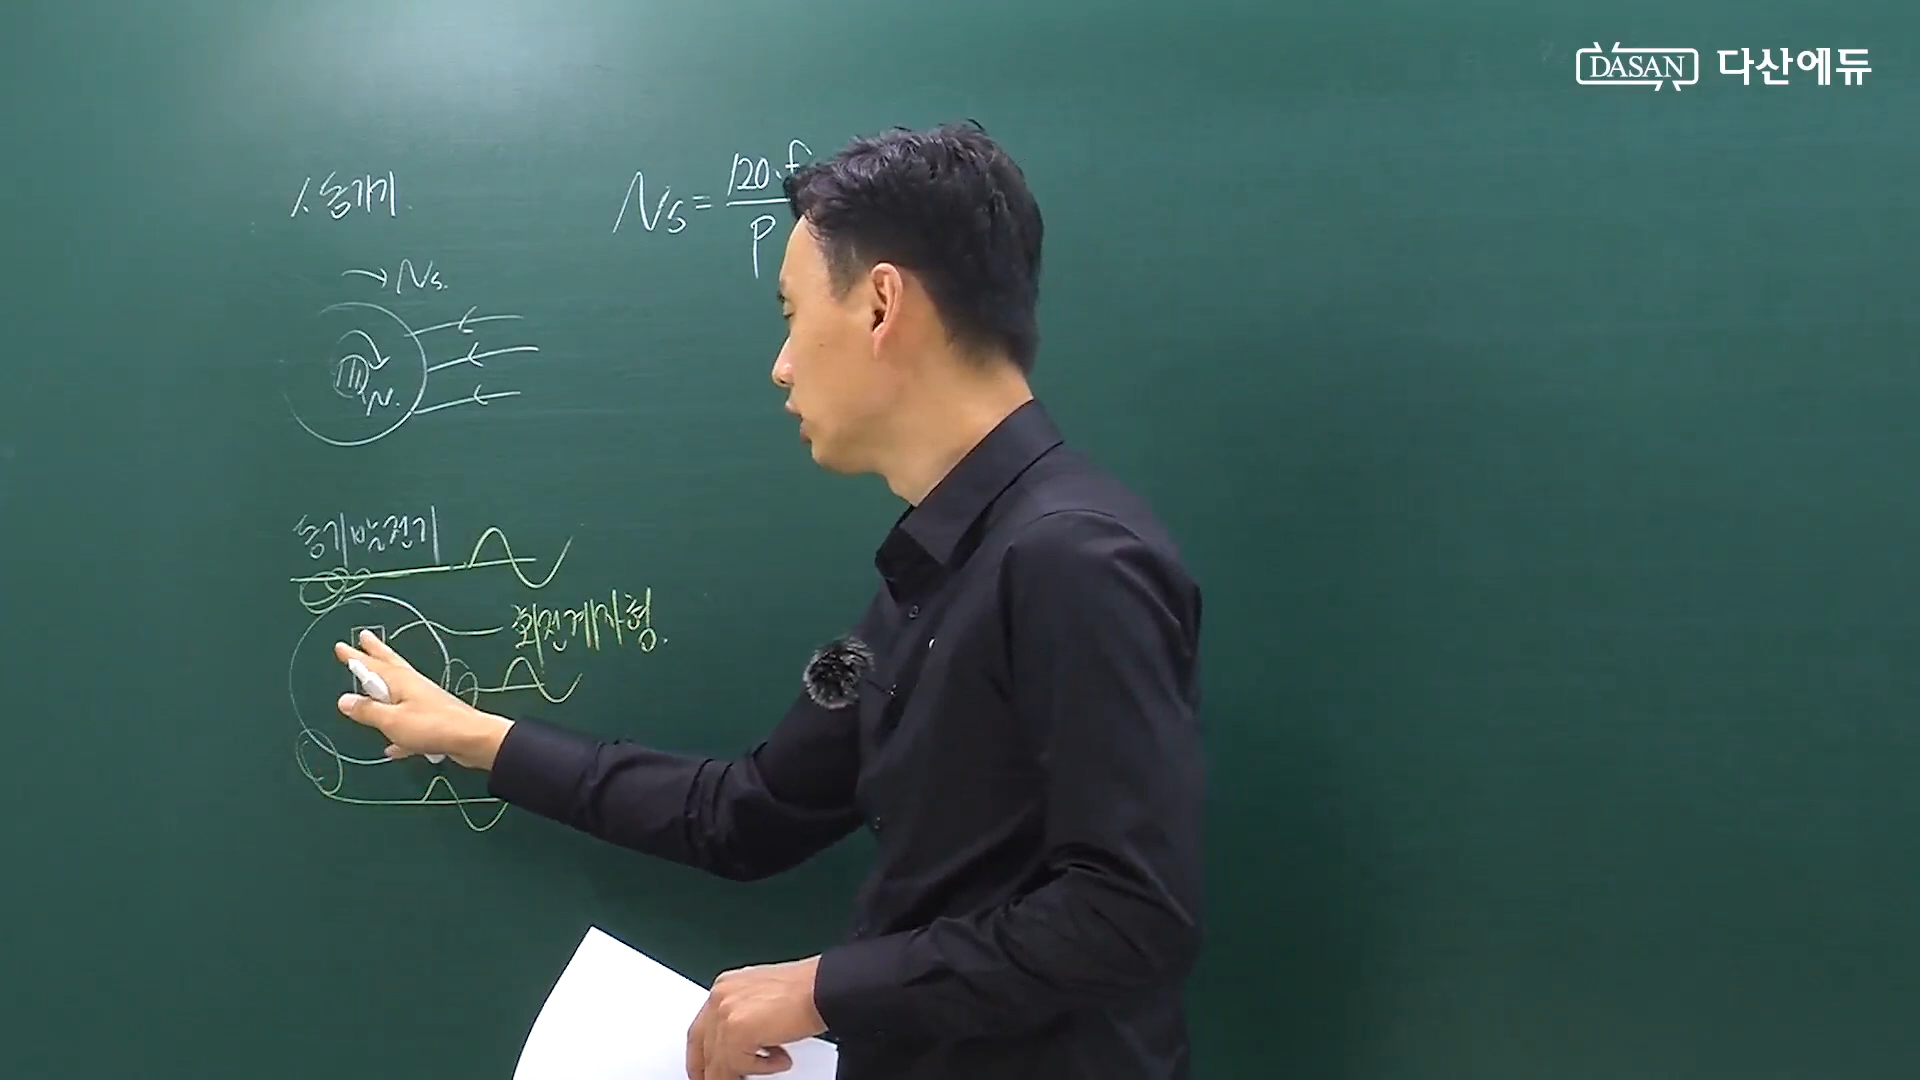 DASAN 다산에듀
1. 동기기.
Ns = 120·f / P
→ Ns.
N.
동기발전기
회전계자형.